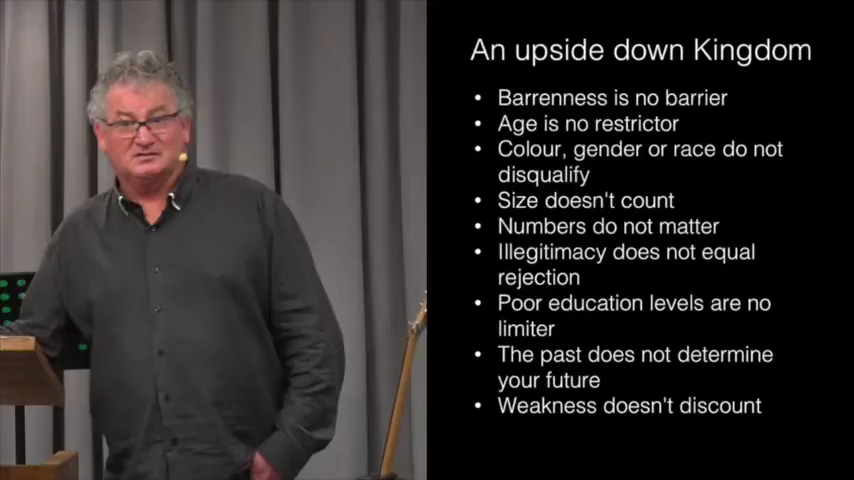 An upside down Kingdom
• Barrenness is no barrier
• Age is no restrictor
• Colour, gender or race do not
disqualify
• Size doesn't count
• Numbers do not matter
• Illegitimacy does not equal
rejection
• Poor education levels are no
limiter
• The past does not determine
your future
• Weakness doesn't discount